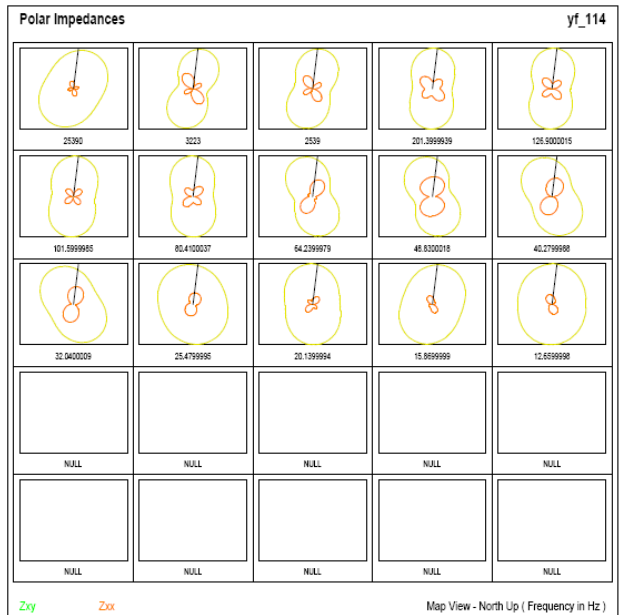 Polar Impedances yf_114
25390 3223 2539 201.3999939 126.9000015
101.5999985 80.4100037 64.2399979 48.8300018 40.2799988
32.0400009 25.4799995 20.1399994 15.8699999 12.6599998
NULL NULL NULL NULL NULL
NULL NULL NULL NULL NULL
Zxy Zxx Map View - North Up ( Frequency in Hz )